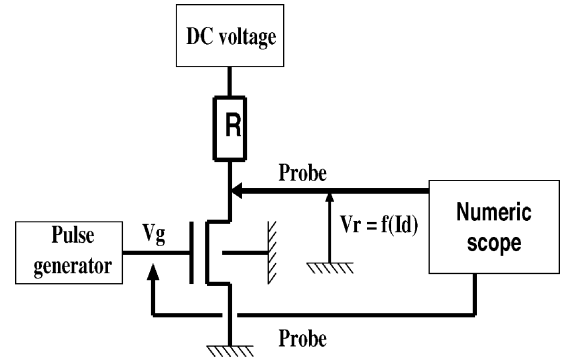 DC voltage
R
Probe
Vr = f(Id)
Numeric
scope
Pulse
generator
Vg
Probe